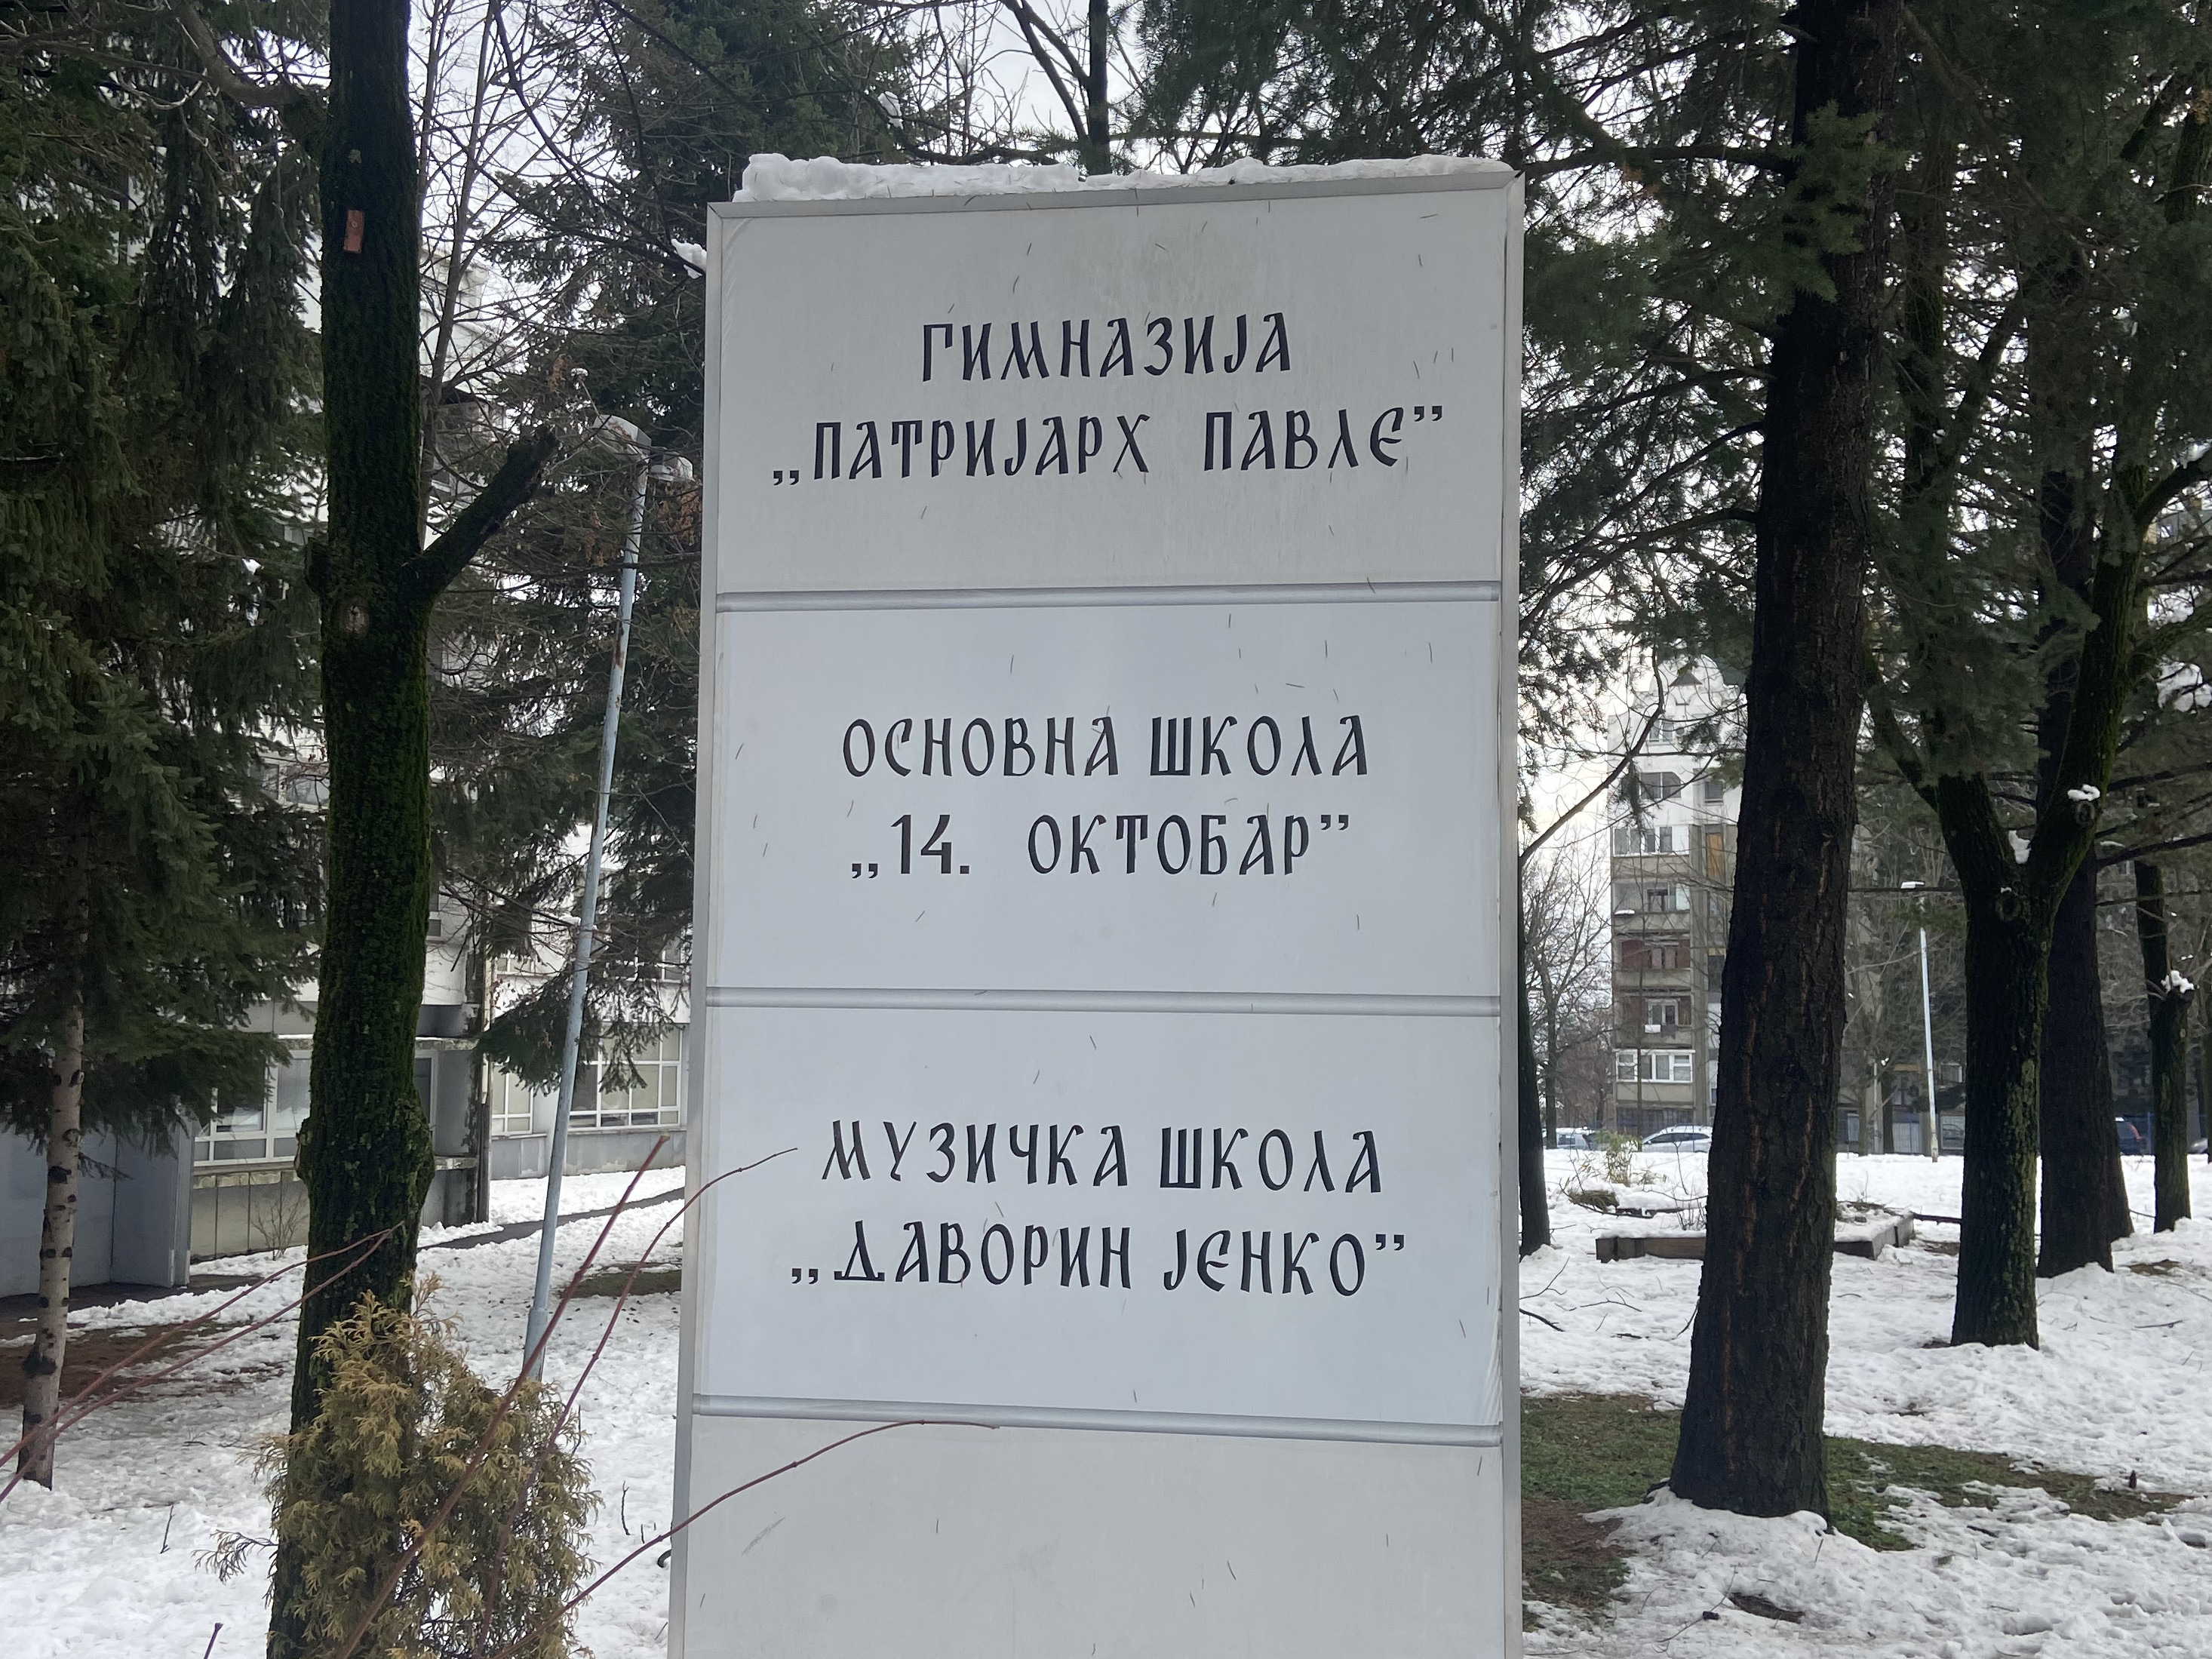 ГИМНАЗИЈА
„ПАТРИЈАРХ ПАВЛЕ”
ОСНОВНА ШКОЛА
„14. ОКТОБАР”
МУЗИЧКА ШКОЛА
„ДАВОРИН ЈЕНКО”